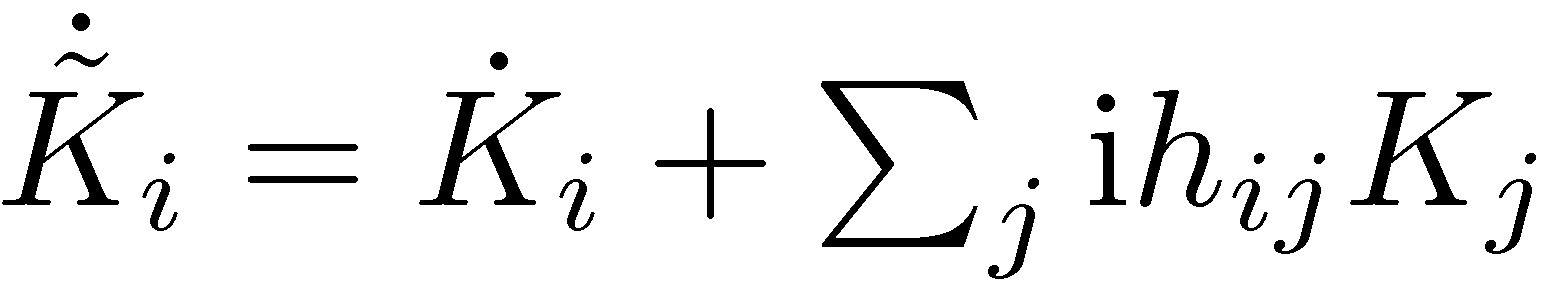 $\dot{\tilde{K}}_i = \dot{K}_i + \sum_j \mathrm{i} h_{ij} K_j$